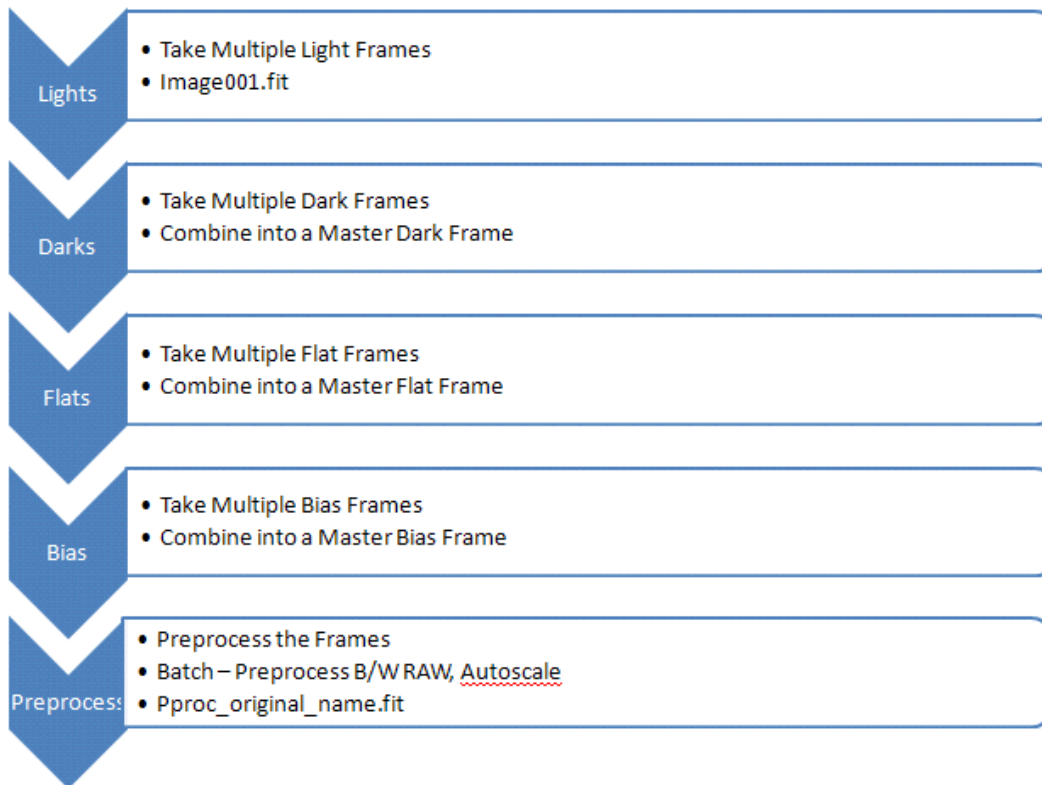 Lights
• Take Multiple Light Frames
• Image001.fit
Darks
• Take Multiple Dark Frames
• Combine into a Master Dark Frame
Flats
• Take Multiple Flat Frames
• Combine into a Master Flat Frame
Bias
• Take Multiple Bias Frames
• Combine into a Master Bias Frame
Preprocess
• Preprocess the Frames
• Batch – Preprocess B/W RAW, Autoscale
• Pproc_original_name.fit